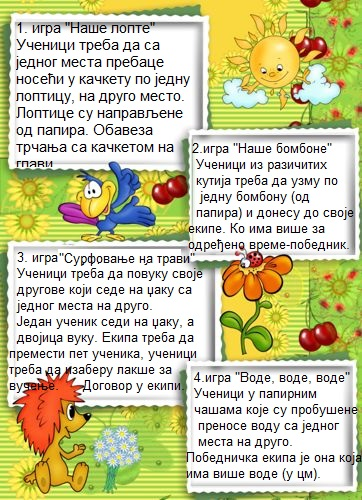 1. игра "Наше лопте"
Ученици треба да са
једног места пребаце
носећи у качкету по једну
лоптицу, на друго место.
Лоптице су направљене
од папира. Обавеза
трчања са качкетом на
глави.
2.игра "Наше бомбоне"
Ученици из разичитих
кутија треба да узму по
једну бомбону (од
папира) и донесу до своје
екипе. Ко има више за
одређено време-победник.
3. игра"Сурфовање на трави"
Ученици треба да повуку своје
другове који седе на џаку са
једног места на друго.
Један ученик седи на џаку, а
двојица вуку. Екипа треба да
премести пет ученика, ученици
треба да изаберу лакше за
вучење. Договор у екипи.
4.игра "Воде, воде, воде"
Ученици у папирним
чашама које су пробушене
преносе воду са једног
места на друго.
Победничка екипа је она која
има више воде (у цм).